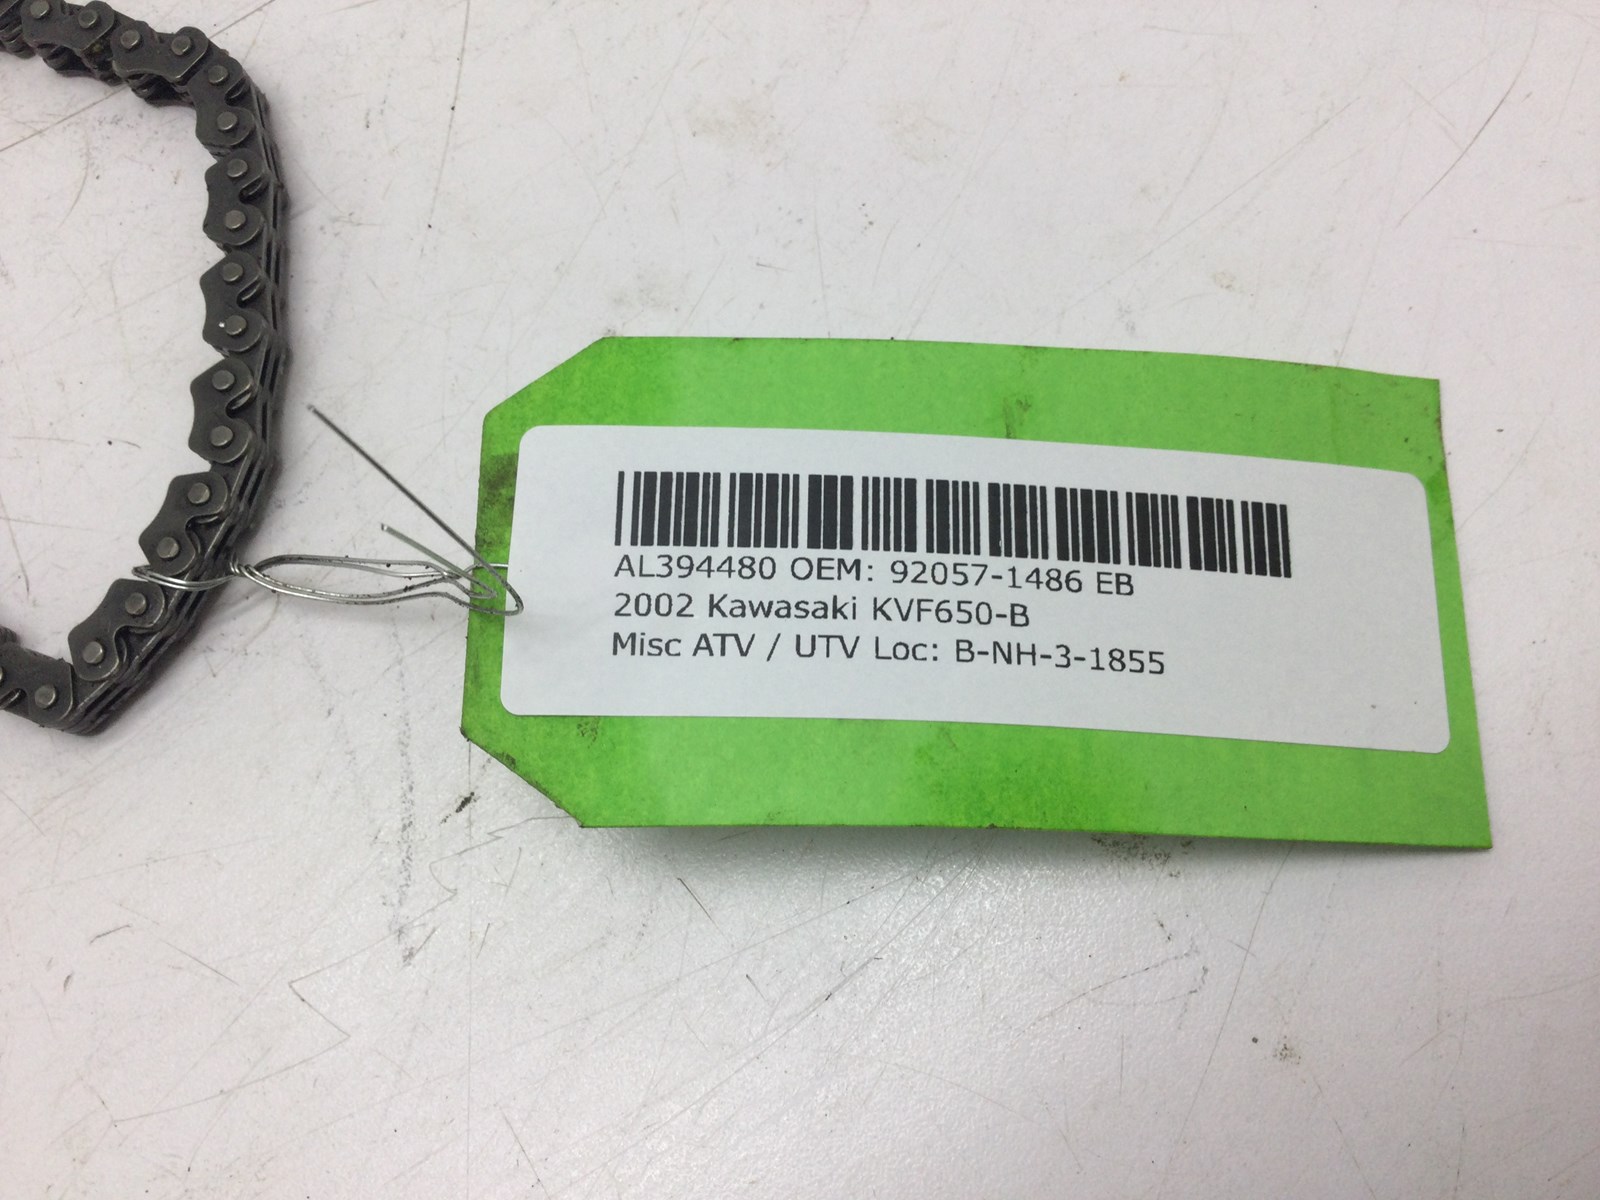 AL394480 OEM: 92057-1486 EB
2002 Kawasaki KVF650-B
Misc ATV / UTV Loc: B-NH-3-1855